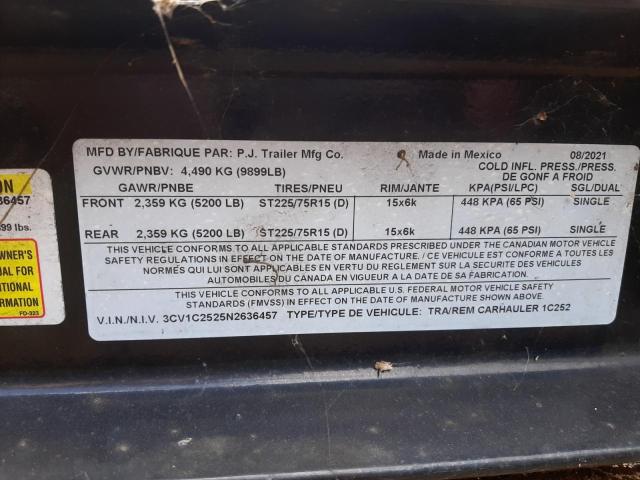 MFD BY/FABRIQUE PAR: P.J. Trailer Mfg Co. Made in Mexico 08/2021
GVWR/PNBV: 4,490 KG (9899LB) COLD INFL. PRESS./PRESS.
DE GONF A FROID
GAWR/PNBE TIRES/PNEU RIM/JANTE KPA(PSI/LPC) SGL/DUAL
FRONT 2,359 KG (5200 LB) ST225/75R15 (D) 15x6k 448 KPA (65 PSI) SINGLE
REAR 2,359 KG (5200 LB) ST225/75R15 (D) 15x6k 448 KPA (65 PSI) SINGLE
THIS VEHICLE CONFORMS TO ALL APPLICABLE STANDARDS PRESCRIBED UNDER THE CANADIAN MOTOR VEHICLE
SAFETY REGULATIONS IN EFFECT ON THE DATE OF MANUFACTURE. / CE VEHICULE EST CONFORME A TOUTES LES
NORMES QUI LUI SONT APPLICABLES EN VERTU DU REGLEMENT SUR LA SECURITE DES VEHICULES
AUTOMOBILES DU CANADA EN VIGUEUR A LA DATE DE SA FABRICATION.
THIS VEHICLE CONFORMS TO ALL APPLICABLE U.S. FEDERAL MOTOR VEHICLE SAFETY
STANDARDS (FMVSS) IN EFFECT ON THE DATE OF MANUFACTURE SHOWN ABOVE.
V.I.N./N.I.V. 3CV1C2525N2636457 TYPE/TYPE DE VEHICULE: TRA/REM CARHAULER 1C252
ON
36457
99 lbs.
WNER'S
UAL FOR
TIONAL
RMATION
FO-323